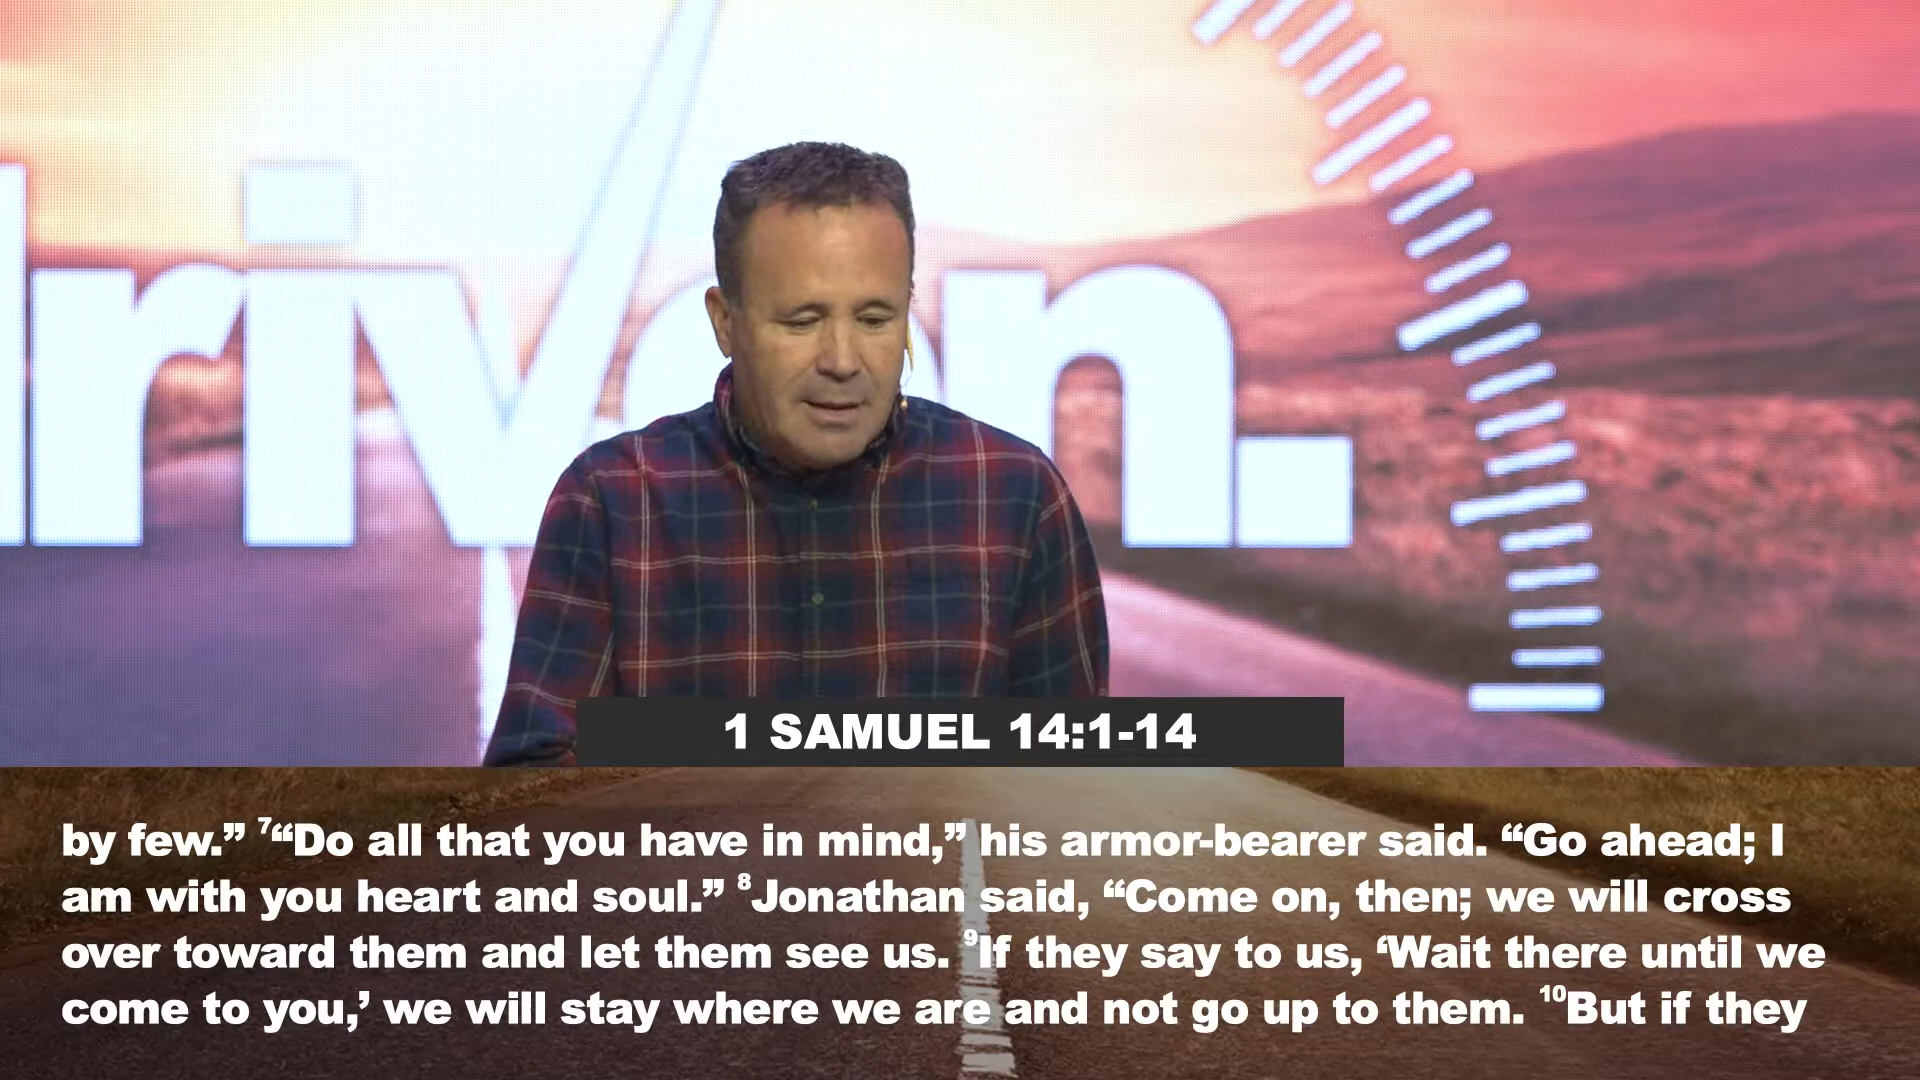 driven.
1 SAMUEL 14:1-14
by few.” ⁷“Do all that you have in mind,” his armor-bearer said. “Go ahead; I
am with you heart and soul.” ⁸Jonathan said, “Come on, then; we will cross
over toward them and let them see us. ⁹If they say to us, ‘Wait there until we
come to you,’ we will stay where we are and not go up to them. ¹⁰But if they